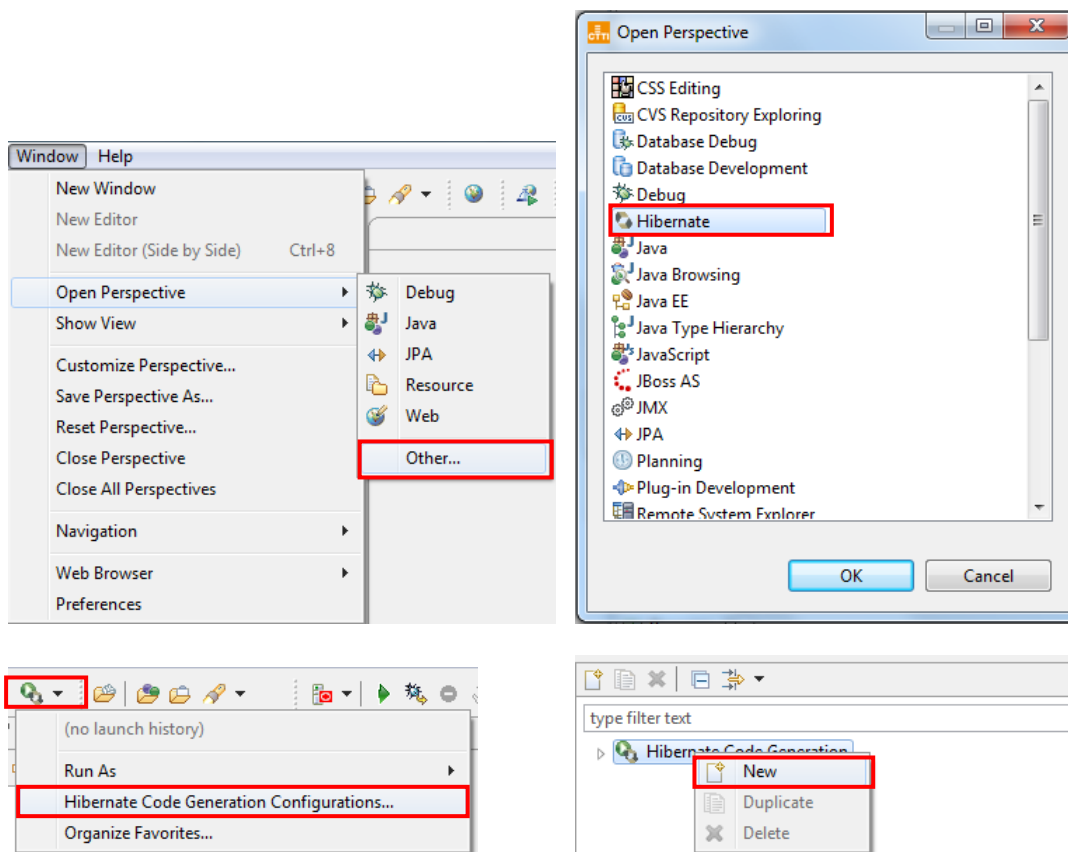 Window Help
New Window
New Editor
New Editor (Side by Side) Ctrl+8
Open Perspective
Show View
Customize Perspective...
Save Perspective As...
Reset Perspective...
Close Perspective
Close All Perspectives
Navigation
Web Browser
Preferences
Debug
Java
JPA
Resource
Web
Other...
CTTI Open Perspective
CSS Editing
CVS Repository Exploring
Database Debug
Database Development
Debug
Hibernate
Java
Java Browsing
Java EE
Java Type Hierarchy
JavaScript
JBoss AS
JMX
JPA
Planning
Plug-in Development
Remote System Explorer
OK Cancel
(no launch history)
Run As
Hibernate Code Generation Configurations...
Organize Favorites...
type filter text
Hibernate Code Generation
New
Duplicate
Delete